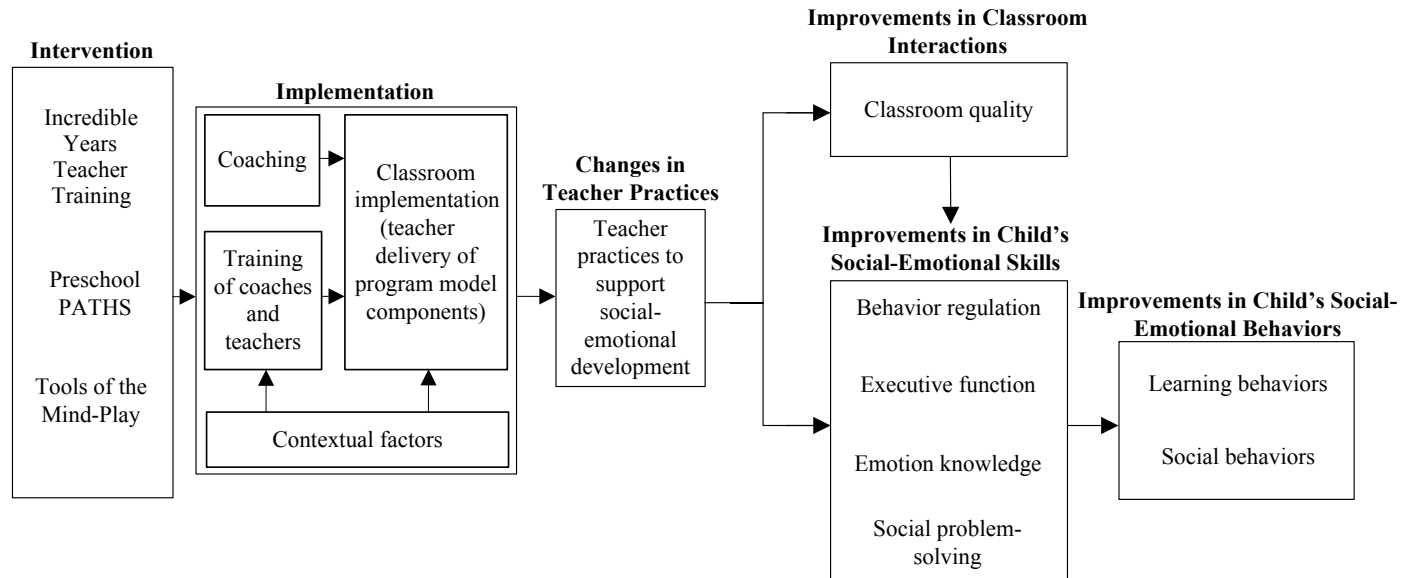 Intervention
Incredible
Years
Teacher
Training
Preschool
PATHS
Tools of the
Mind-Play
Implementation
Coaching
Training
of coaches
and
teachers
Classroom
implementation
(teacher
delivery of
program model
components)
Contextual factors
Changes in
Teacher Practices
Teacher
practices to
support
social-
emotional
development
Improvements in Classroom
Interactions
Classroom quality
Improvements in Child’s
Social-Emotional Skills
Behavior regulation
Executive function
Emotion knowledge
Social problem-
solving
Improvements in Child’s Social-
Emotional Behaviors
Learning behaviors
Social behaviors